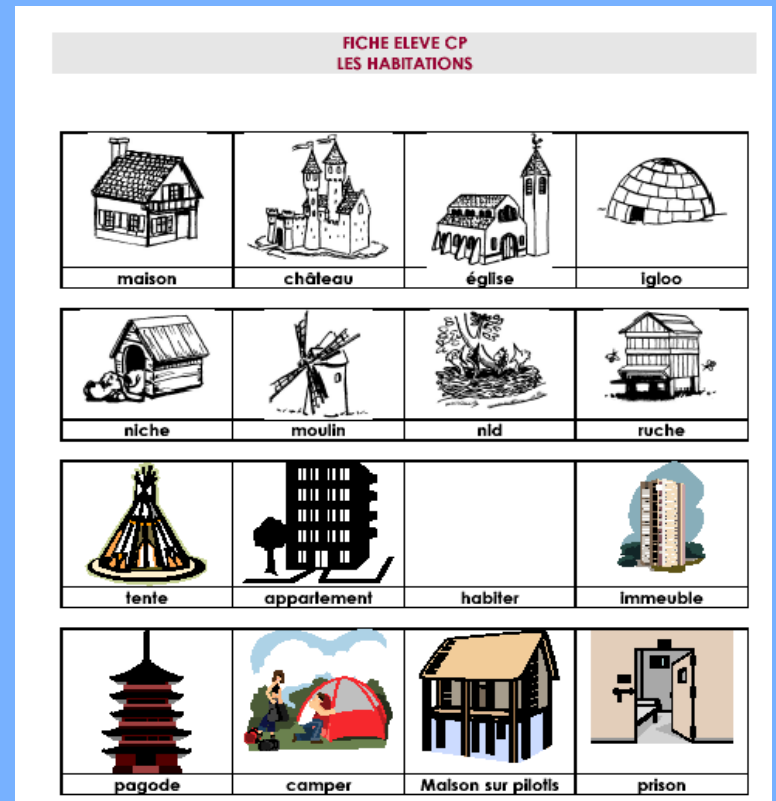 FICHE ELEVE CP
LES HABITATIONS
maison château église igloo
niche moulin nid ruche
tente appartement habiter immeuble
pagode camper Maison sur pilotis prison